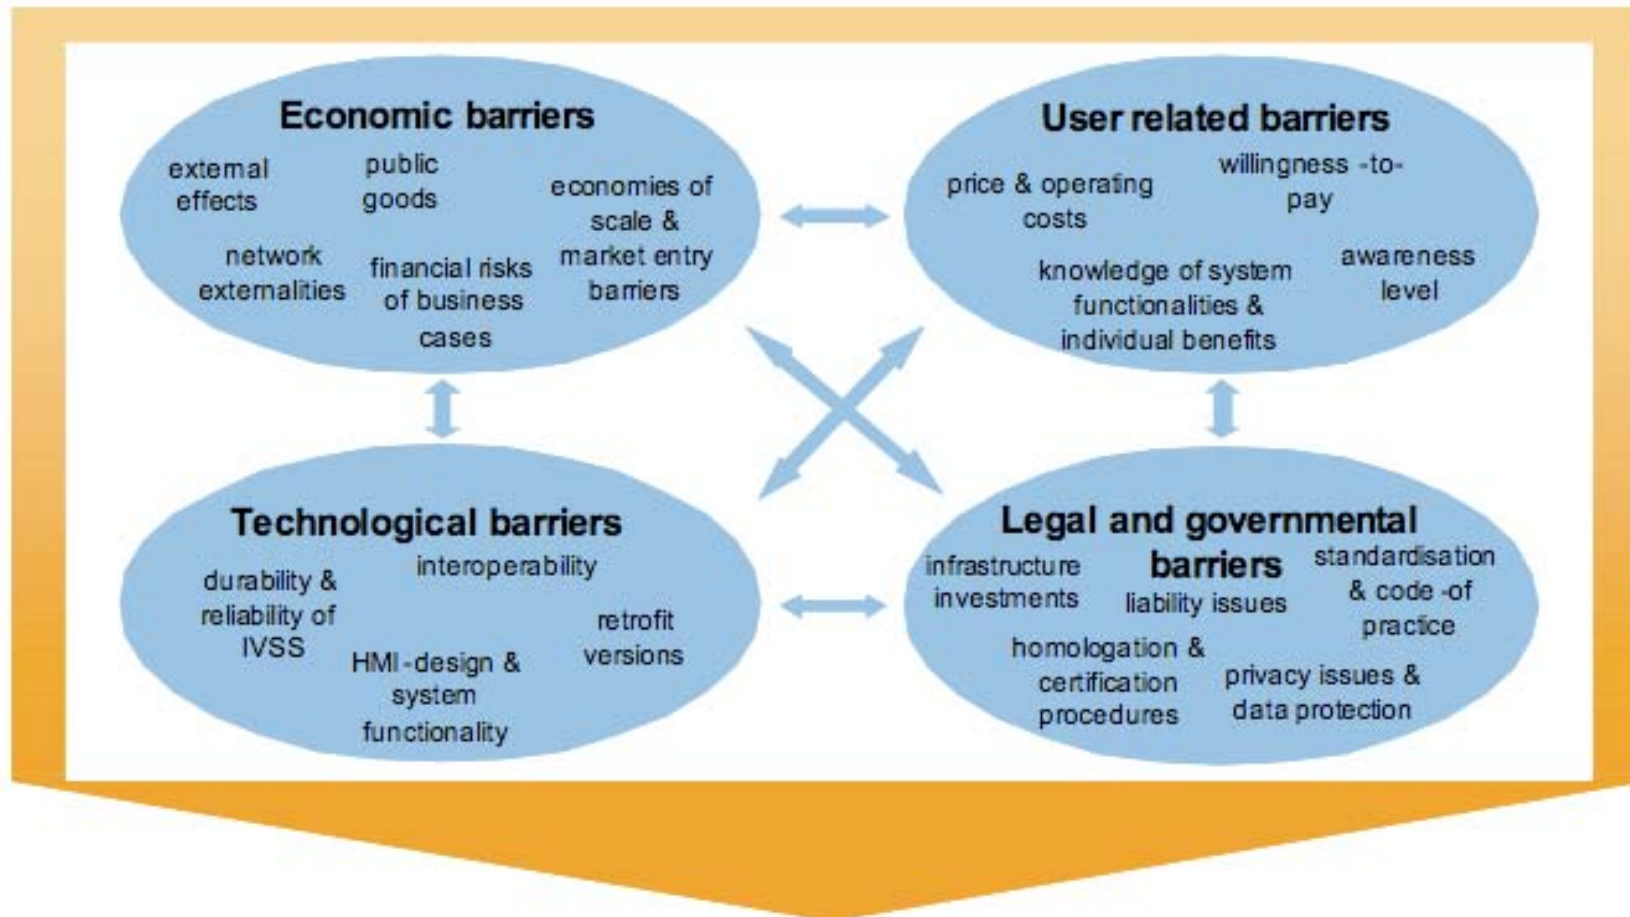 Economic barriers
external
effects
public
goods
economies of
scale &
market entry
barriers
network
externalities
financial risks
of business
cases
User related barriers
price & operating
costs
willingness -to-
pay
knowledge of system
functionalities &
individual benefits
awareness
level
Technological barriers
durability &
reliability of
IVSS
interoperability
HMI-design &
system
functionality
retrofit
versions
Legal and governmental
barriers
infrastructure
investments
liability issues
standardisation
& code -of
practice
homologation &
certification
procedures
privacy issues &
data protection